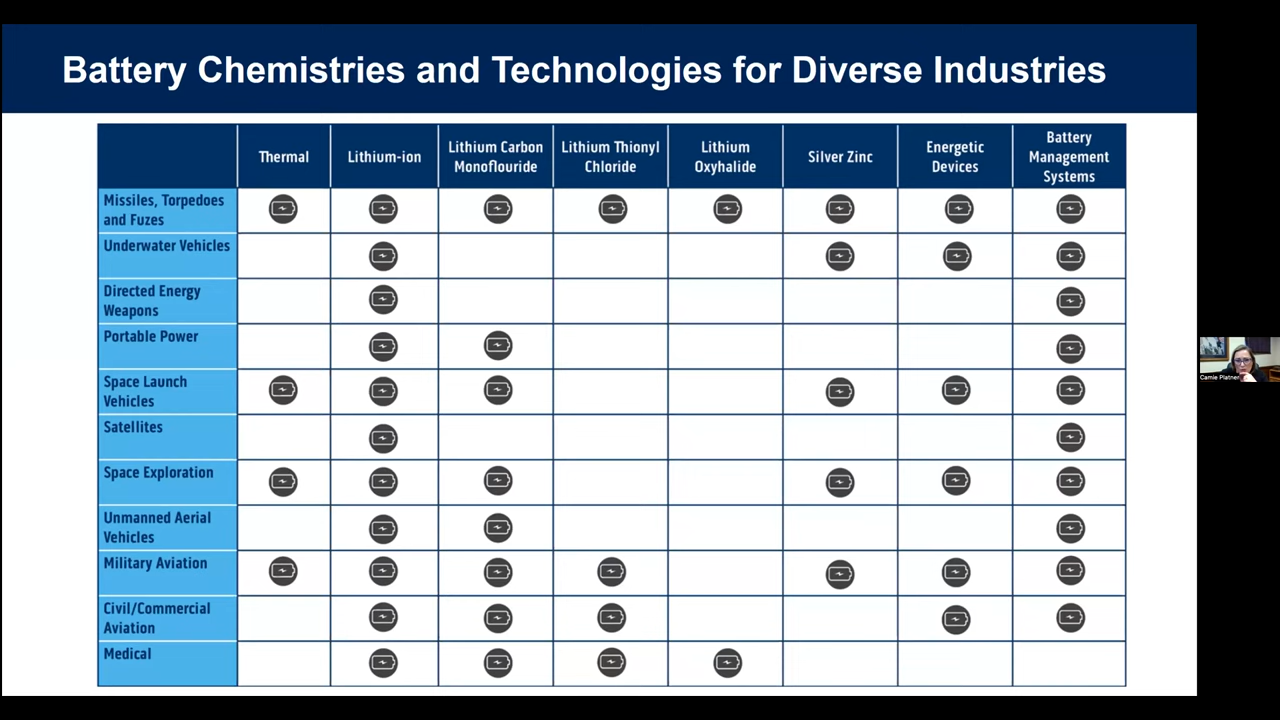 Battery Chemistries and Technologies for Diverse Industries
Thermal
Lithium-ion
Lithium Carbon
Monoflouride
Lithium Thionyl
Chloride
Lithium
Oxyhalide
Silver Zinc
Energetic
Devices
Battery
Management
Systems
Missiles, Torpedoes
and Fuzes
Underwater Vehicles
Directed Energy
Weapons
Portable Power
Space Launch
Vehicles
Satellites
Space Exploration
Unmanned Aerial
Vehicles
Military Aviation
Civil/Commercial
Aviation
Medical
Camie Platner